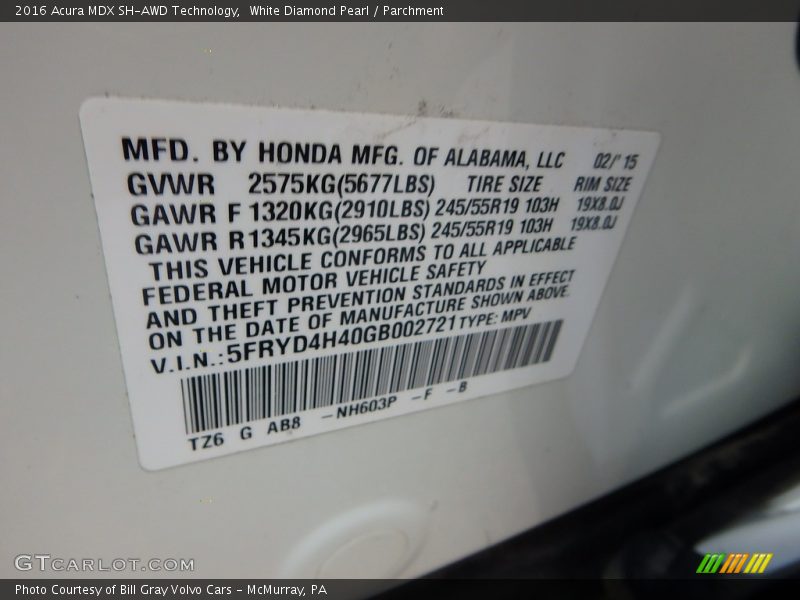 2016 Acura MDX SH-AWD Technology, White Diamond Pearl / Parchment
MFD. BY HONDA MFG. OF ALABAMA, LLC 02/' 15
GVWR 2575KG(5677LBS) TIRE SIZE RIM SIZE
GAWR F 1320KG(2910LBS) 245/55R19 103H 19X8.0J
GAWR R 1345KG(2965LBS) 245/55R19 103H 19X8.0J
THIS VEHICLE CONFORMS TO ALL APPLICABLE
FEDERAL MOTOR VEHICLE SAFETY
AND THEFT PREVENTION STANDARDS IN EFFECT
ON THE DATE OF MANUFACTURE SHOWN ABOVE.
V.I.N.: 5FRYD4H40GB002721 TYPE: MPV
TZ6 G AB8 -NH603P -F -B
GTCARLOT.COM
Photo Courtesy of Bill Gray Volvo Cars - McMurray, PA